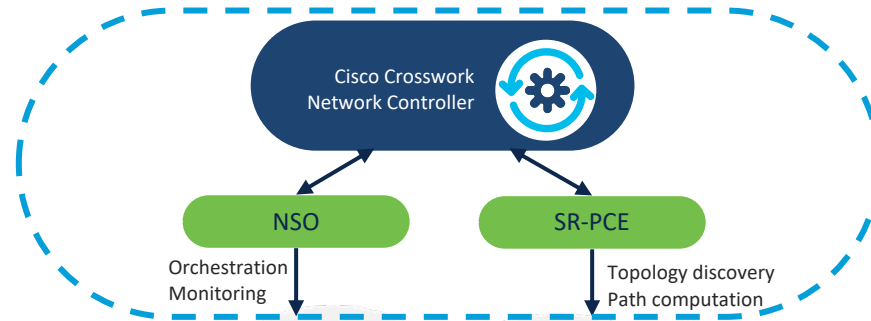 Cisco Crosswork
Network Controller
NSO
SR-PCE
Orchestration
Monitoring
Topology discovery
Path computation